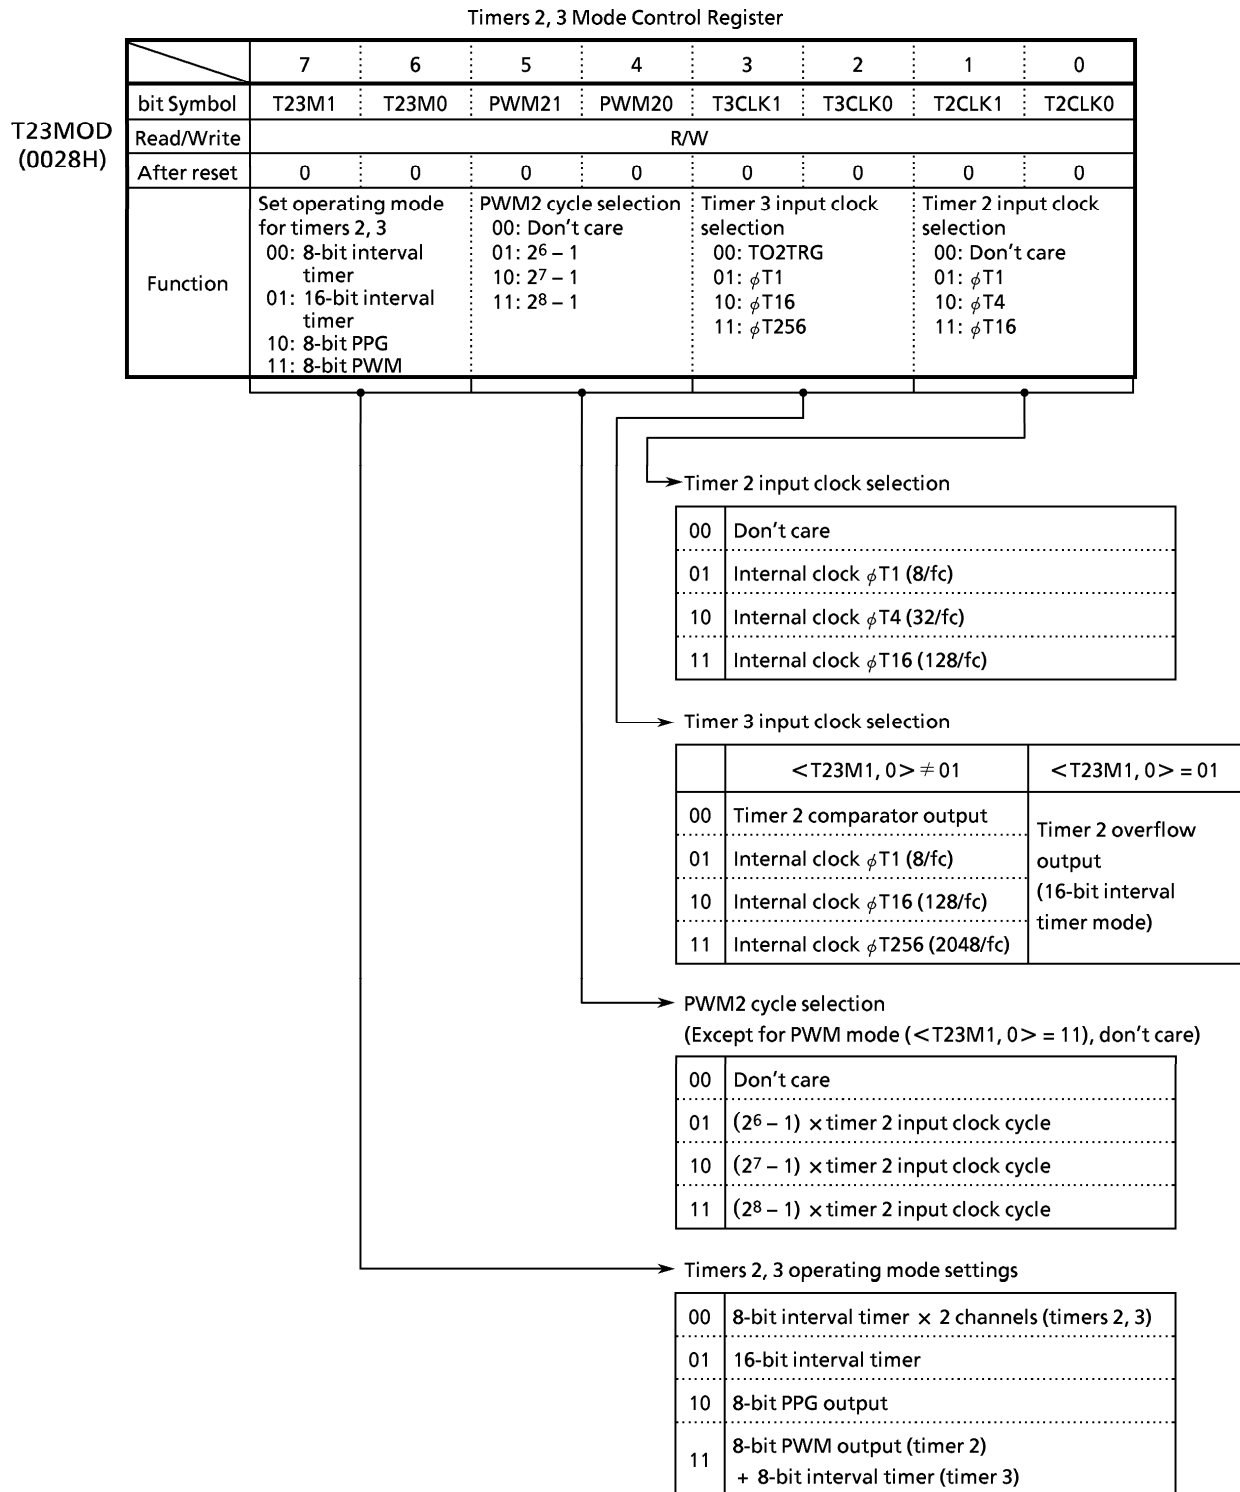 Timers 2, 3 Mode Control Register
7 6 5 4 3 2 1 0
bit Symbol T23M1 T23M0 PWM21 PWM20 T3CLK1 T3CLK0 T2CLK1 T2CLK0
T23MOD
(0028H)
Read/Write R/W
After reset 0 0 0 0 0 0 0 0
Function
Set operating mode
for timers 2, 3
00: 8-bit interval
timer
01: 16-bit interval
timer
10: 8-bit PPG
11: 8-bit PWM
PWM2 cycle selection
00: Don't care
01: 2⁶ – 1
10: 2⁷ – 1
11: 2⁸ – 1
Timer 3 input clock
selection
00: TO2TRG
01: ϕT1
10: ϕT16
11: ϕT256
Timer 2 input clock
selection
00: Don't care
01: ϕT1
10: ϕT4
11: ϕT16
Timer 2 input clock selection
00 Don't care
01 Internal clock ϕT1 (8/fc)
10 Internal clock ϕT4 (32/fc)
11 Internal clock ϕT16 (128/fc)
Timer 3 input clock selection
<T23M1, 0> ≠ 01 <T23M1, 0> = 01
00 Timer 2 comparator output
01 Internal clock ϕT1 (8/fc)
10 Internal clock ϕT16 (128/fc)
11 Internal clock ϕT256 (2048/fc)
Timer 2 overflow
output
(16-bit interval
timer mode)
PWM2 cycle selection
(Except for PWM mode (<T23M1, 0> = 11), don't care)
00 Don't care
01 (2⁶ – 1) × timer 2 input clock cycle
10 (2⁷ – 1) × timer 2 input clock cycle
11 (2⁸ – 1) × timer 2 input clock cycle
Timers 2, 3 operating mode settings
00 8-bit interval timer × 2 channels (timers 2, 3)
01 16-bit interval timer
10 8-bit PPG output
11 8-bit PWM output (timer 2)
+ 8-bit interval timer (timer 3)